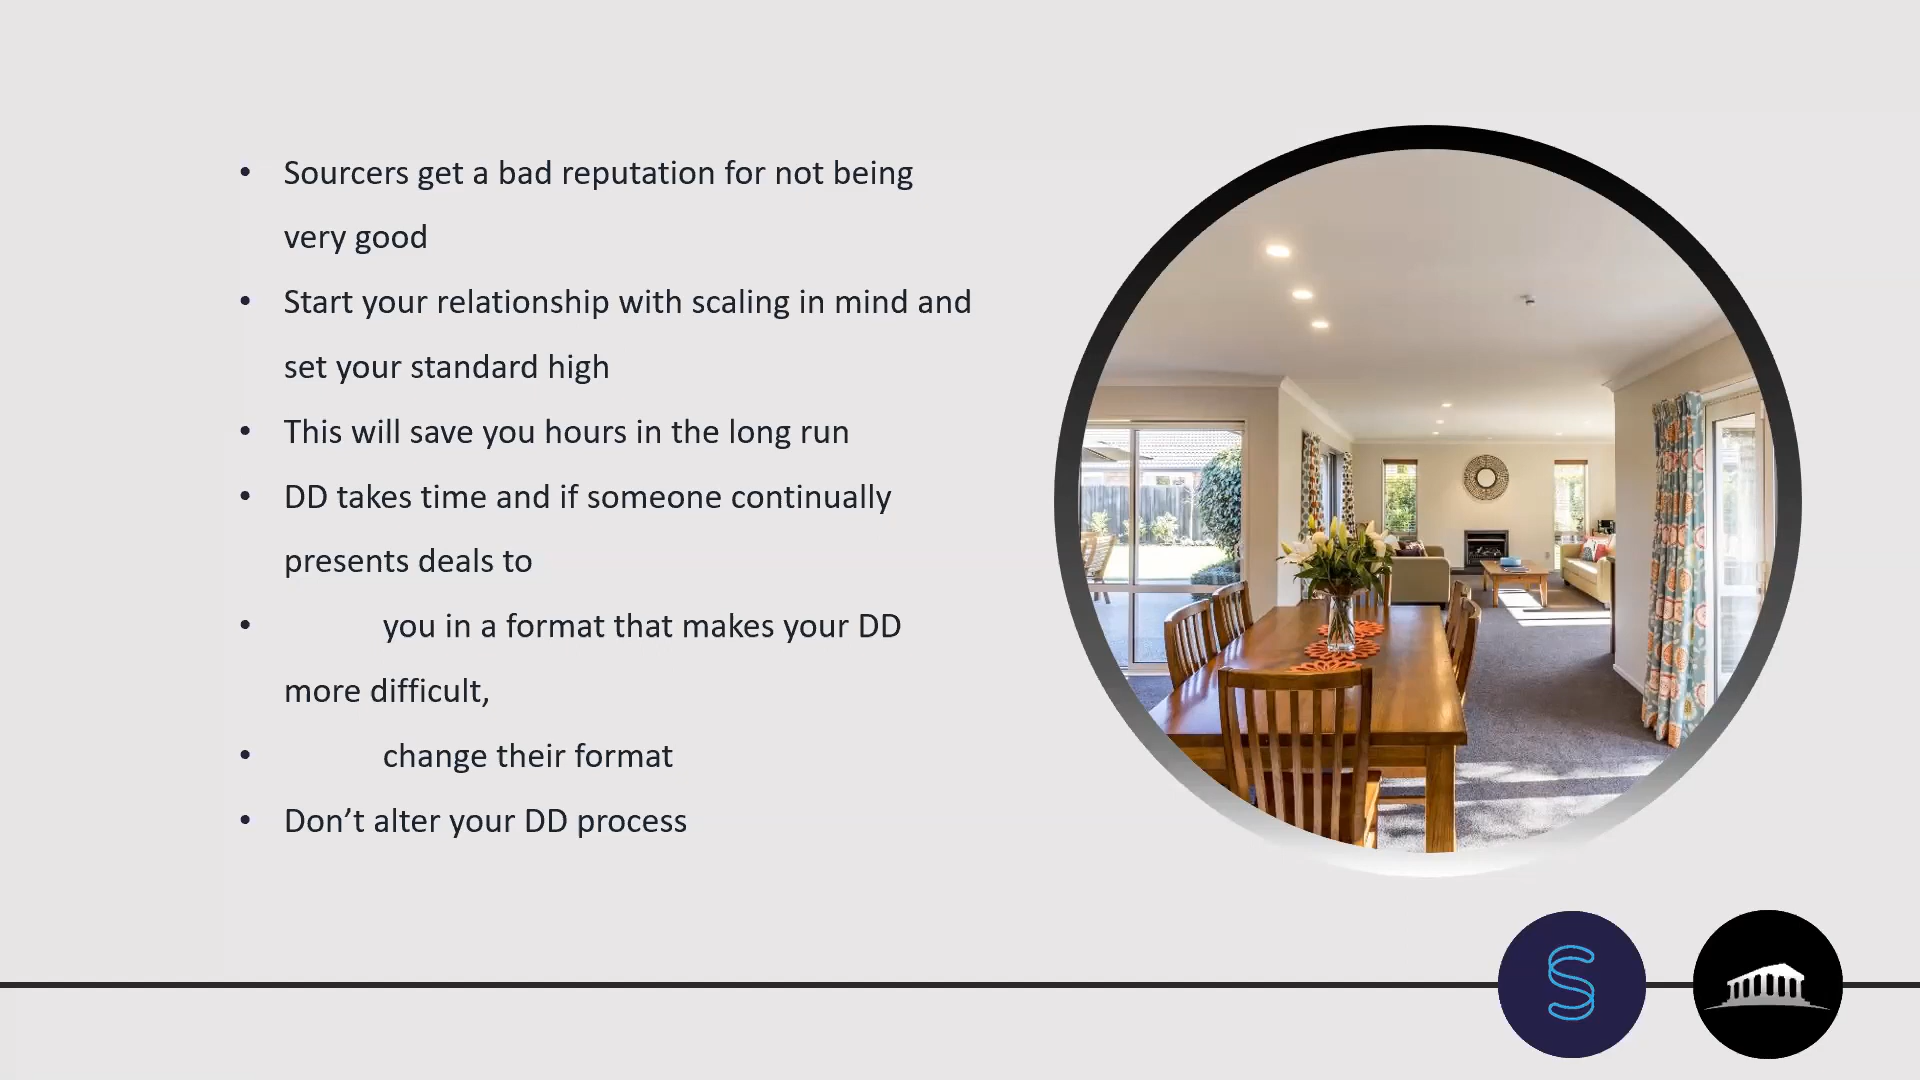 • Sourcers get a bad reputation for not being
very good
• Start your relationship with scaling in mind and
set your standard high
• This will save you hours in the long run
• DD takes time and if someone continually
presents deals to
• you in a format that makes your DD
more difficult,
• change their format
• Don’t alter your DD process
S